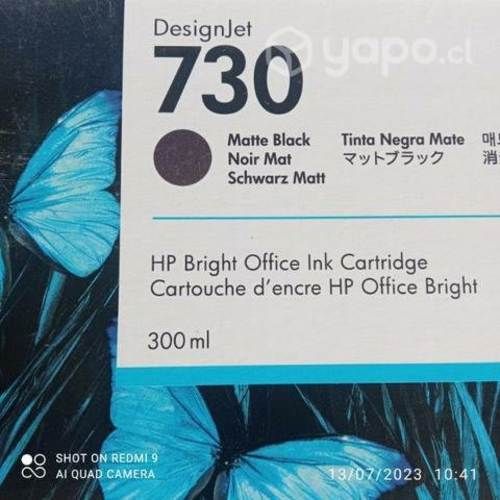 yapo.cl
DesignJet
730
Matte Black
Noir Mat
Schwarz Matt
Tinta Negra Mate
マットブラック
HP Bright Office Ink Cartridge
Cartouche d'encre HP Office Bright
300 ml
SHOT ON REDMI 9
AI QUAD CAMERA
13/07/2023 10:41